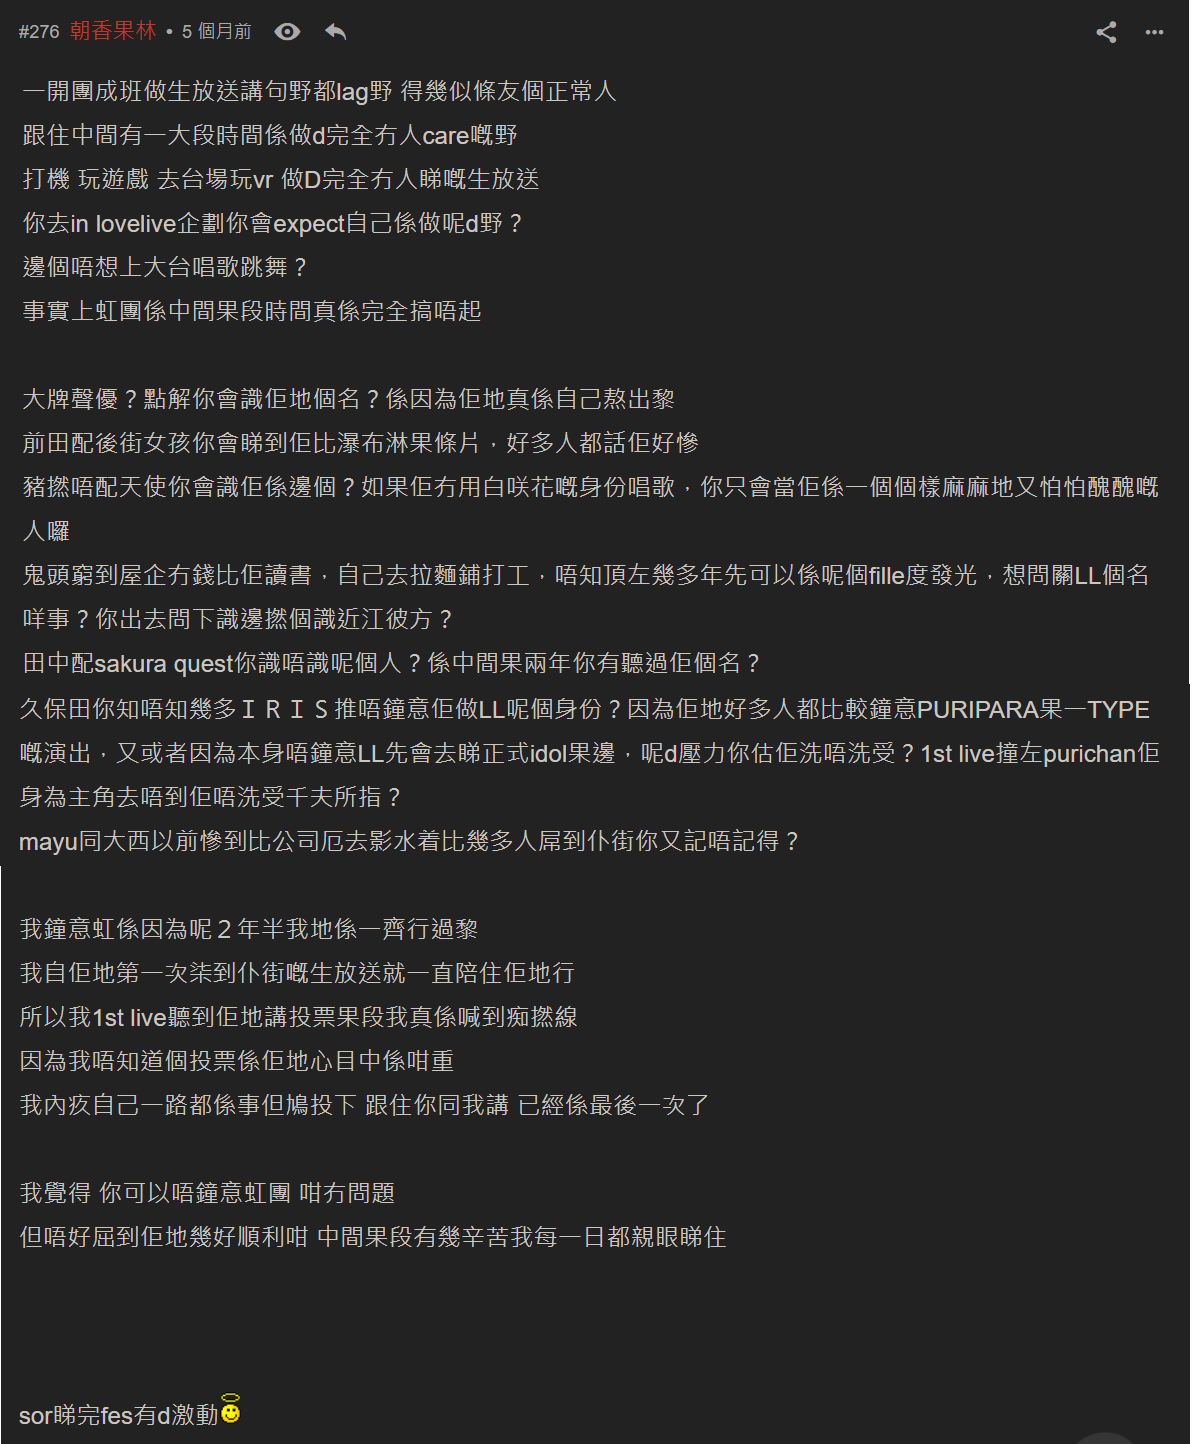 #276 朝香果林 • 5 個月前
一開團成班做生放送講句野都lag野 得幾似條友個正常人
跟住中間有一大段時間係做d完全冇人care嘅野
打機 玩遊戲 去台場玩vr 做D完全冇人睇嘅生放送
你去in lovelive企劃你會expect自己係做呢d野？
邊個唔想上大台唱歌跳舞？
事實上虹團係中間果段時間真係完全搞唔起
大牌聲優？點解你會識佢地個名？係因為佢地真係自己熬出黎
前田配後街女孩你會睇到佢比瀑布淋果條片，好多人都話佢好慘
豬撚唔配天使你會識佢係邊個？如果佢冇用白咲花嘅身份唱歌，你只會當佢係一個個樣麻麻地又怕怕醜醜嘅
人囉
鬼頭窮到屋企冇錢比佢讀書，自己去拉麵鋪打工，唔知頂左幾多年先可以係呢個fille度發光，想問關LL個名
咩事？你出去問下識邊撚個識近江彼方？
田中配sakura quest你識唔識呢個人？係中間果兩年你有聽過佢個名？
久保田你知唔知幾多ＩＲＩＳ推唔鐘意佢做LL呢個身份？因為佢地好多人都比較鐘意PURIPARA果一TYPE
嘅演出，又或者因為本身唔鐘意LL先會去睇正式idol果邊，呢d壓力你估佢洗唔洗受？1st live撞左purichan佢
身為主角去唔到佢唔洗受千夫所指？
mayu同大西以前慘到比公司厄去影水着比幾多人屌到仆街你又記唔記得？
我鐘意虹係因為呢２年半我地係一齊行過黎
我自佢地第一次柒到仆街嘅生放送就一直陪住佢地行
所以我1st live聽到佢地講投票果段我真係喊到痴撚線
因為我唔知道個投票係佢地心目中係咁重
我內疚自己一路都係事但鳩投下 跟住你同我講 已經係最後一次了
我覺得 你可以唔鐘意虹團 咁冇問題
但唔好屈到佢地幾好順利咁 中間果段有幾辛苦我每一日都親眼睇住
sor睇完fes有d激動